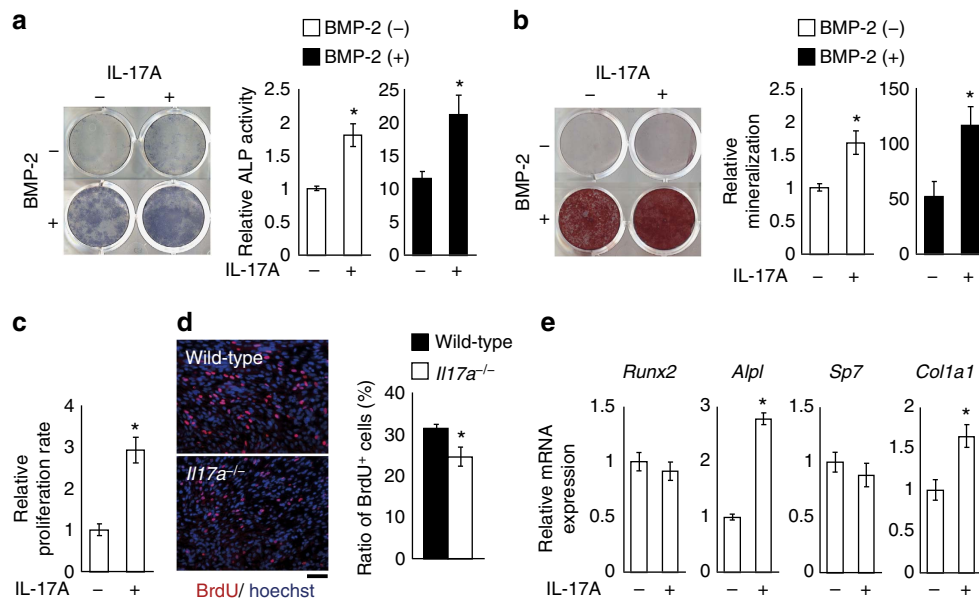 a
BMP-2 (−)
BMP-2 (+)
IL-17A
− +
BMP-2
−
+
Relative ALP activity
2.5
2
1.5
1
0.5
0
*
− +
IL-17A
25
20
15
10
5
0
*
− +
b
BMP-2 (−)
BMP-2 (+)
IL-17A
− +
BMP-2
−
+
Relative
mineralization
2.5
2
1.5
1
0.5
0
*
− +
IL-17A
150
100
50
0
*
− +
c
Relative
proliferation rate
4
3
2
1
0
*
IL-17A − +
d
Wild-type
Il17a−/−
BrdU/ hoechst
Wild-type
Il17a−/−
Ratio of BrdU+ cells (%)
40
30
20
10
0
*
e
Relative mRNA
expression
Runx2
1.5
1
0.5
0
IL-17A − +
Alpl
3
2
1
0
*
− +
Sp7
1.5
1
0.5
0
− +
Col1a1
2
1.5
1
0.5
0
*
− +